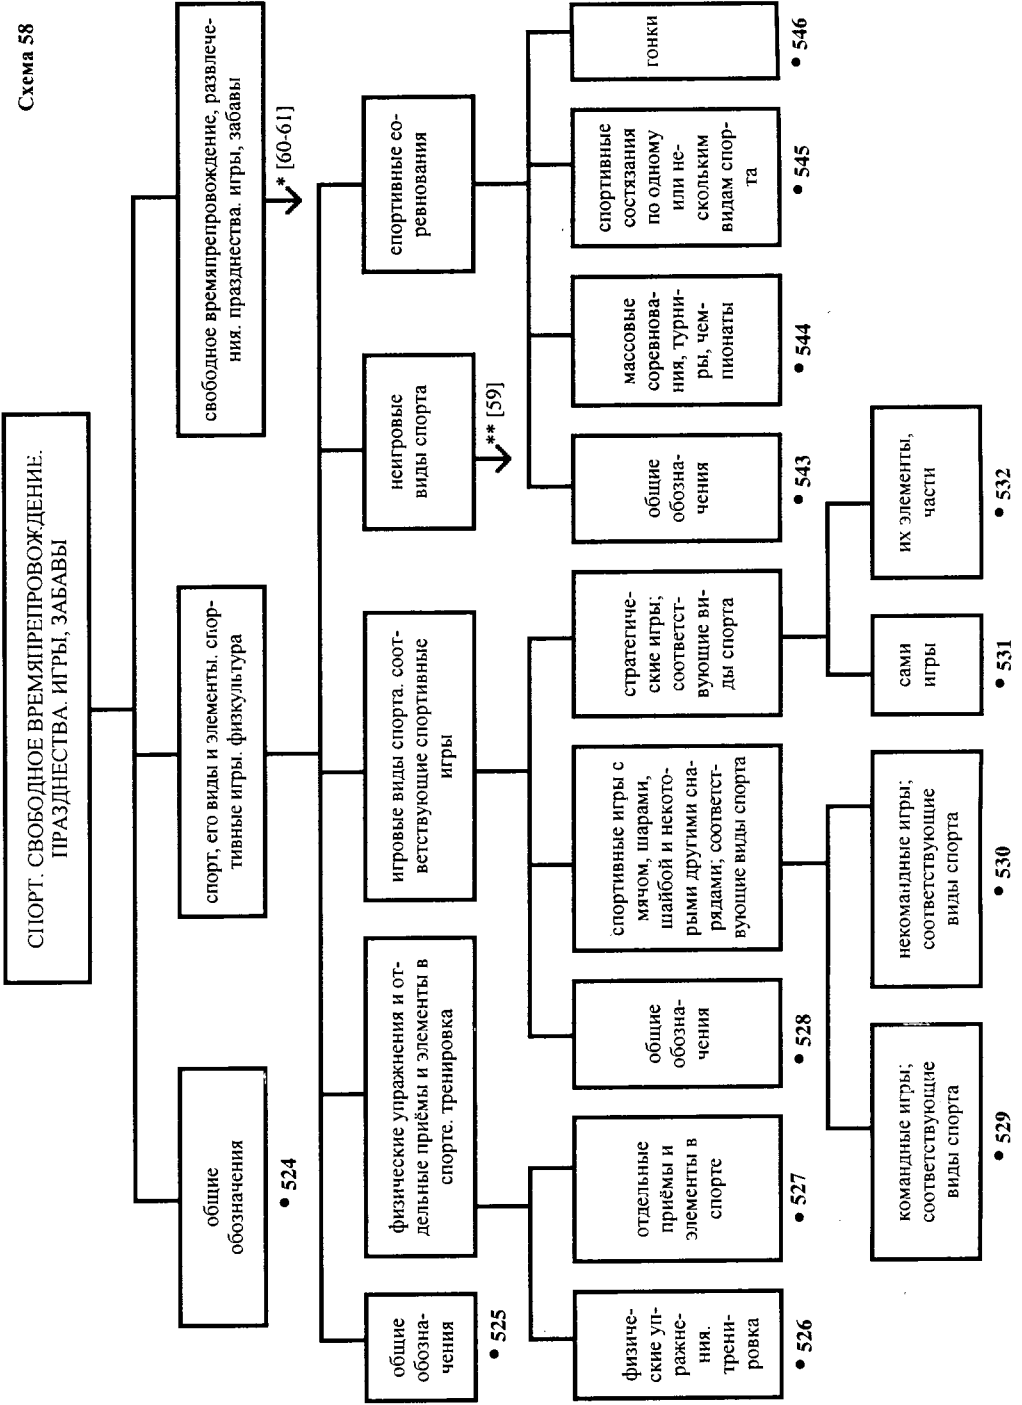 Схема 58
СПОРТ. СВОБОДНОЕ ВРЕМЯПРЕПРОВОЖДЕНИЕ.
ПРАЗДНЕСТВА. ИГРЫ, ЗАБАВЫ
общие
обозначения
• 524
спорт, его виды и элементы. спор-
тивные игры. физкультура
свободное времяпрепровождение, развлече-
ния. празднества. игры, забавы
* [60-61]
общие
обозна-
чения
• 525
физические упражнения и от-
дельные приёмы и элементы в
спорте. тренировка
игровые виды спорта. соот-
ветствующие спортивные
игры
неигровые
виды спорта
** [59]
спортивные со-
ревнования
физиче-
ские уп-
ражне-
ния.
трени-
ровка
• 526
отдельные
приёмы и
элементы в
спорте
• 527
общие
обозна-
чения
• 528
спортивные игры с
мячом, шарами,
шайбой и некото-
рыми другими сна-
рядами; соответст-
вующие виды спорта
стратегиче-
ские игры;
соответст-
вующие ви-
ды спорта
общие
обозна-
чения
• 543
массовые
соревнова-
ния, турни-
ры, чем-
пионаты
• 544
спортивные
состязания
по одному
или не-
скольким
видам спор-
та
• 545
гонки
• 546
командные игры;
соответствующие
виды спорта
• 529
некомандные игры;
соответствующие
виды спорта
• 530
сами
игры
• 531
их элементы,
части
• 532